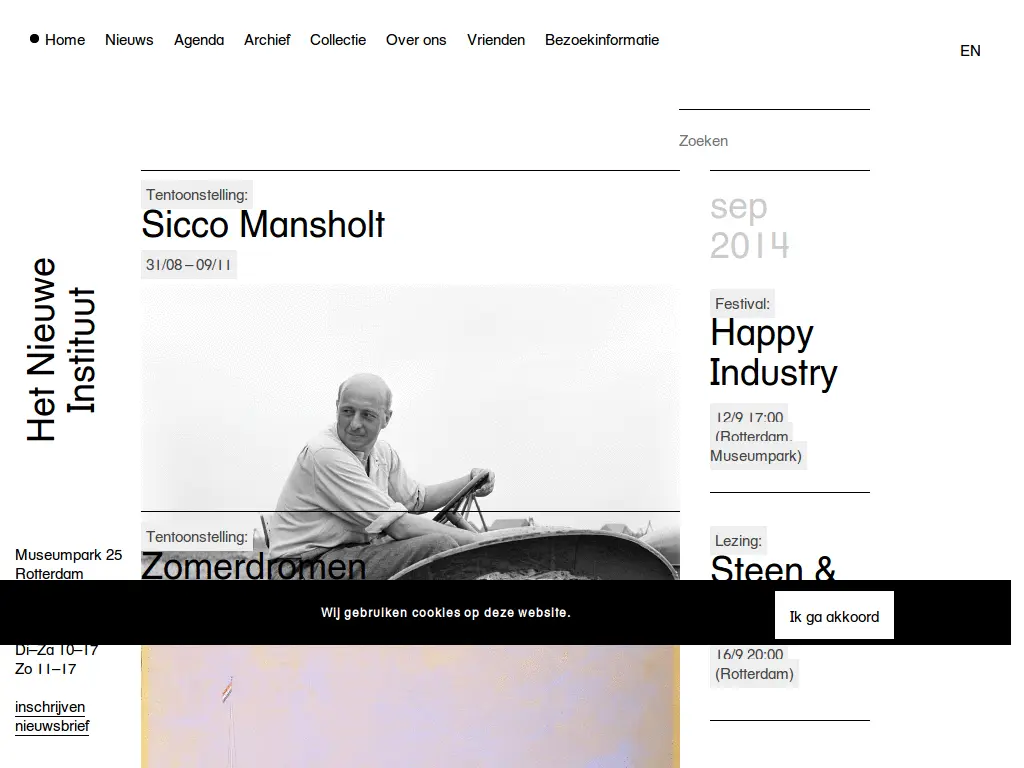 Home Nieuws Agenda Archief Collectie Over ons Vrienden Bezoekinformatie
EN
Zoeken
Het Nieuwe
Instituut
Tentoonstelling:
Sicco Mansholt
31/08 – 09/11
Tentoonstelling:
Zomerdromen
sep
2014
Festival:
Happy
Industry
12/9 17:00
(Rotterdam,
Museumpark)
Lezing:
Steen &
16/9 20:00
(Rotterdam)
Museumpark 25
Rotterdam
Wij gebruiken cookies op deze website.
Ik ga akkoord
Di–Za 10–17
Zo 11–17
inschrijven
nieuwsbrief